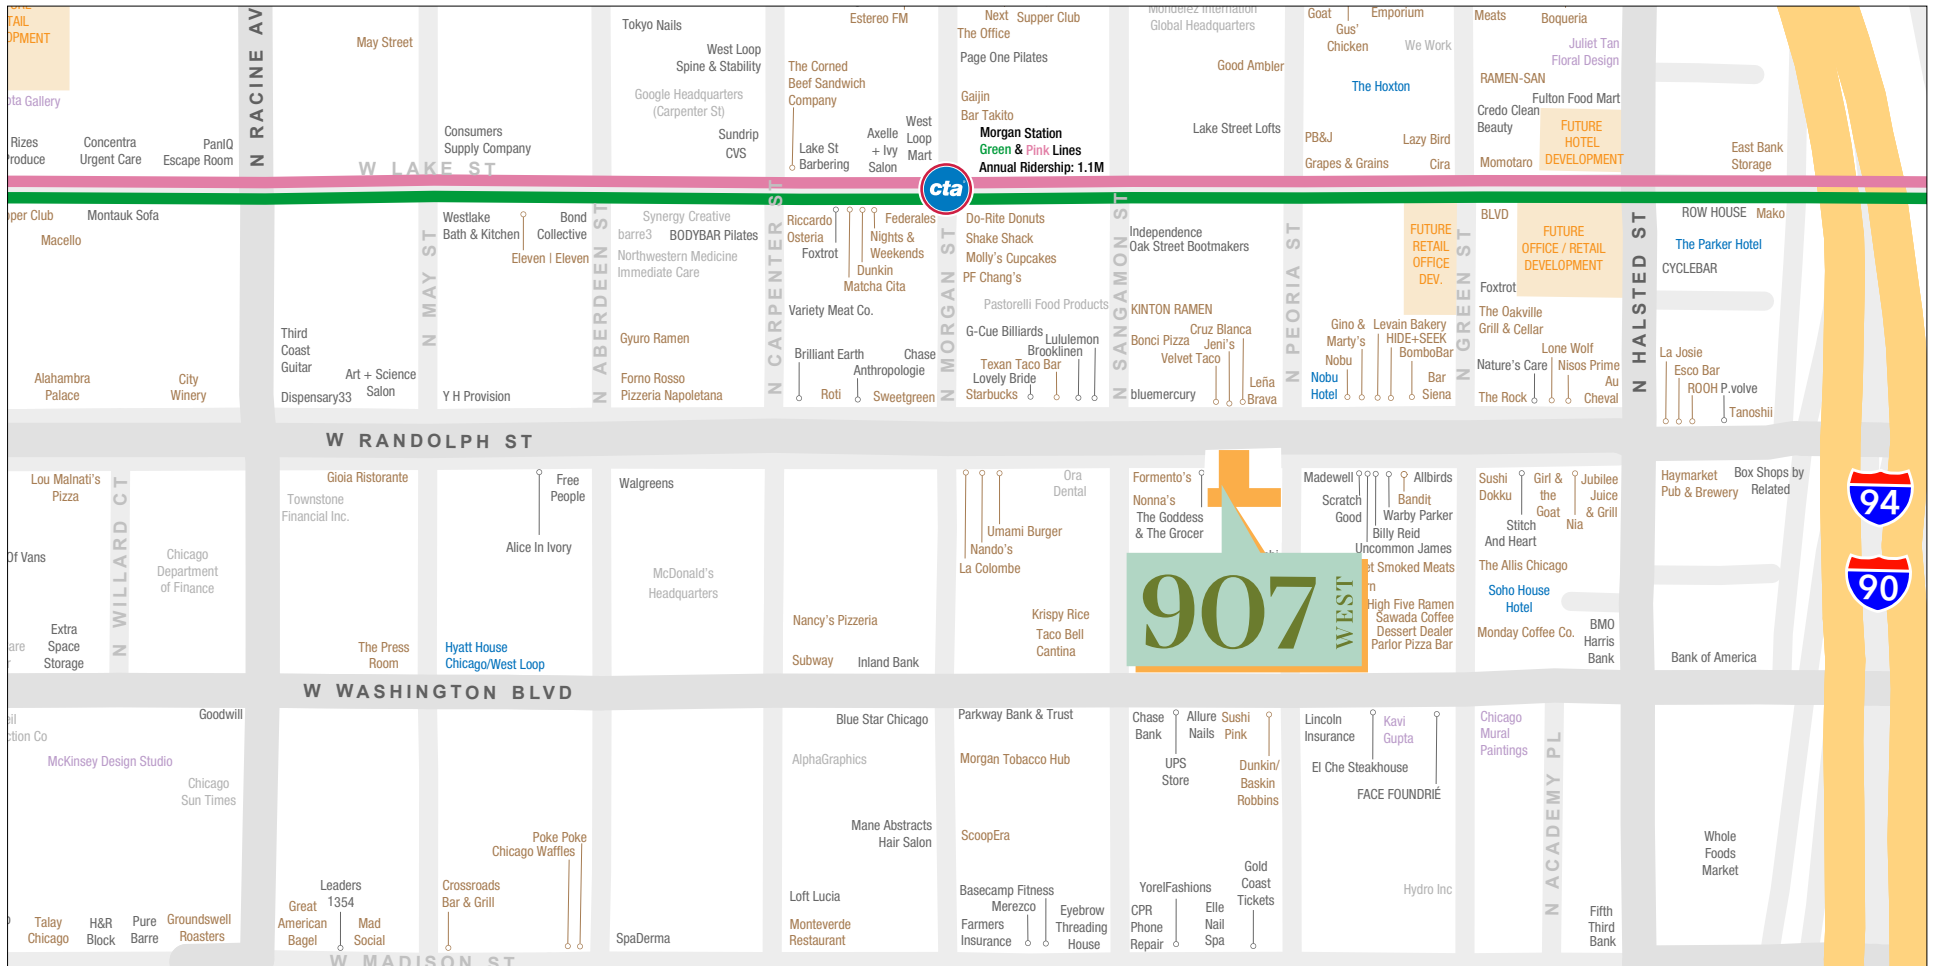 TAIL
OPMENT
May Street
Tokyo Nails
West Loop
Spine & Stability
Google Headquarters
(Carpenter St)
Sundrip
CVS
Estereo FM
The Corned
Beef Sandwich
Company
Lake St
Barbering
Axelle
+ Ivy
Salon
West
Loop
Mart
Next
Supper Club
The Office
Page One Pilates
Gaijin
Bar Takito
Morgan Station
Green & Pink Lines
Annual Ridership: 1.1M
Mondelez International
Global Headquarters
Good Ambler
Lake Street Lofts
Goat
Emporium
Gus'
Chicken
We Work
The Hoxton
PB&J
Lazy Bird
Grapes & Grains
Cira
Meats
Boqueria
Juliet Tan
Floral Design
RAMEN-SAN
Fulton Food Mart
Credo Clean
Beauty
FUTURE
HOTEL
DEVELOPMENT
Momotaro
East Bank
Storage
ota Gallery
Rizes
Produce
Concentra
Urgent Care
PanIQ
Escape Room
N RACINE AV
Consumers
Supply Company
W LAKE ST
cta
pper Club
Montauk Sofa
Macello
Westlake
Bath & Kitchen
Bond
Collective
Eleven | Eleven
Synergy Creative
barre3
BODYBAR Pilates
Northwestern Medicine
Immediate Care
Riccardo
Osteria
Foxtrot
Federales
Nights &
Weekends
Dunkin
Matcha Cita
Variety Meat Co.
Do-Rite Donuts
Shake Shack
Molly's Cupcakes
PF Chang's
Pastorelli Food Products
Independence
Oak Street Bootmakers
FUTURE
RETAIL
OFFICE
DEV.
BLVD
FUTURE
OFFICE / RETAIL
DEVELOPMENT
Foxtrot
ROW HOUSE
Mako
The Parker Hotel
CYCLEBAR
N MAY ST
N ABERDEEN ST
N CARPENTER ST
N MORGAN ST
N SANGAMON ST
N PEORIA ST
N GREEN ST
N HALSTED ST
Third
Coast
Guitar
Art + Science
Salon
Dispensary33
Alahambra
Palace
City
Winery
Y H Provision
Gyuro Ramen
Forno Rosso
Pizzeria Napoletana
Brilliant Earth
Chase
Anthropologie
Roti
Sweetgreen
G-Cue Billiards
Lululemon
Brooklinen
Texan Taco Bar
Lovely Bride
Starbucks
KINTON RAMEN
Bonci Pizza
Cruz Blanca
Jeni's
Velvet Taco
bluemercury
Leña
Brava
Gino &
Marty's
Levain Bakery
HIDE+SEEK
BomboBar
Nobu
Nobu
Hotel
Bar
Siena
The Oakville
Grill & Cellar
Lone Wolf
Nature's Care
Nisos Prime
Au
Cheval
The Rock
La Josie
Esco Bar
ROOH
P.volve
Tanoshii
W RANDOLPH ST
Lou Malnati's
Pizza
Gioia Ristorante
Townstone
Financial Inc.
Free
People
Alice In Ivory
Walgreens
Ora
Dental
Umami Burger
Nando's
La Colombe
Formento's
Nonna's
The Goddess
& The Grocer
Madewell
Allbirds
Scratch
Good
Bandit
Warby Parker
Billy Reid
Uncommon James
Smoked Meats
High Five Ramen
Sawada Coffee
Dessert Dealer
Parlor Pizza Bar
Sushi
Dokku
Girl &
the
Goat
Jubilee
Juice
& Grill
Nia
Stitch
And Heart
The Allis Chicago
Soho House
Hotel
Monday Coffee Co.
BMO
Harris
Bank
Haymarket
Pub & Brewery
Box Shops by
Related
94
90
Of Vans
N WILLARD CT
Chicago
Department
of Finance
Extra
Space
Storage
The Press
Room
Hyatt House
Chicago/West Loop
McDonald's
Headquarters
Nancy's Pizzeria
Subway
Inland Bank
Krispy Rice
Taco Bell
Cantina
907
WEST
Bank of America
W WASHINGTON BLVD
Goodwill
ction Co
McKinsey Design Studio
Chicago
Sun Times
Blue Star Chicago
AlphaGraphics
Parkway Bank & Trust
Morgan Tobacco Hub
Chase
Bank
Allure
Nails
Sushi
Pink
UPS
Store
Dunkin/
Baskin
Robbins
Lincoln
Insurance
Kavi
Gupta
El Che Steakhouse
FACE FOUNDRIÉ
Chicago
Mural
Paintings
N ACADEMY PL
Poke Poke
Chicago Waffles
Mane Abstracts
Hair Salon
ScoopEra
Whole
Foods
Market
Talay
Chicago
H&R
Block
Pure
Barre
Groundswell
Roasters
Leaders
1354
Great
American
Bagel
Mad
Social
Crossroads
Bar & Grill
SpaDerma
Loft Lucia
Monteverde
Restaurant
Basecamp Fitness
Merezco
Farmers
Insurance
Eyebrow
Threading
House
YorelFashions
CPR
Phone
Repair
Elle
Nail
Spa
Gold
Coast
Tickets
Hydro Inc
Fifth
Third
Bank
W MADISON ST